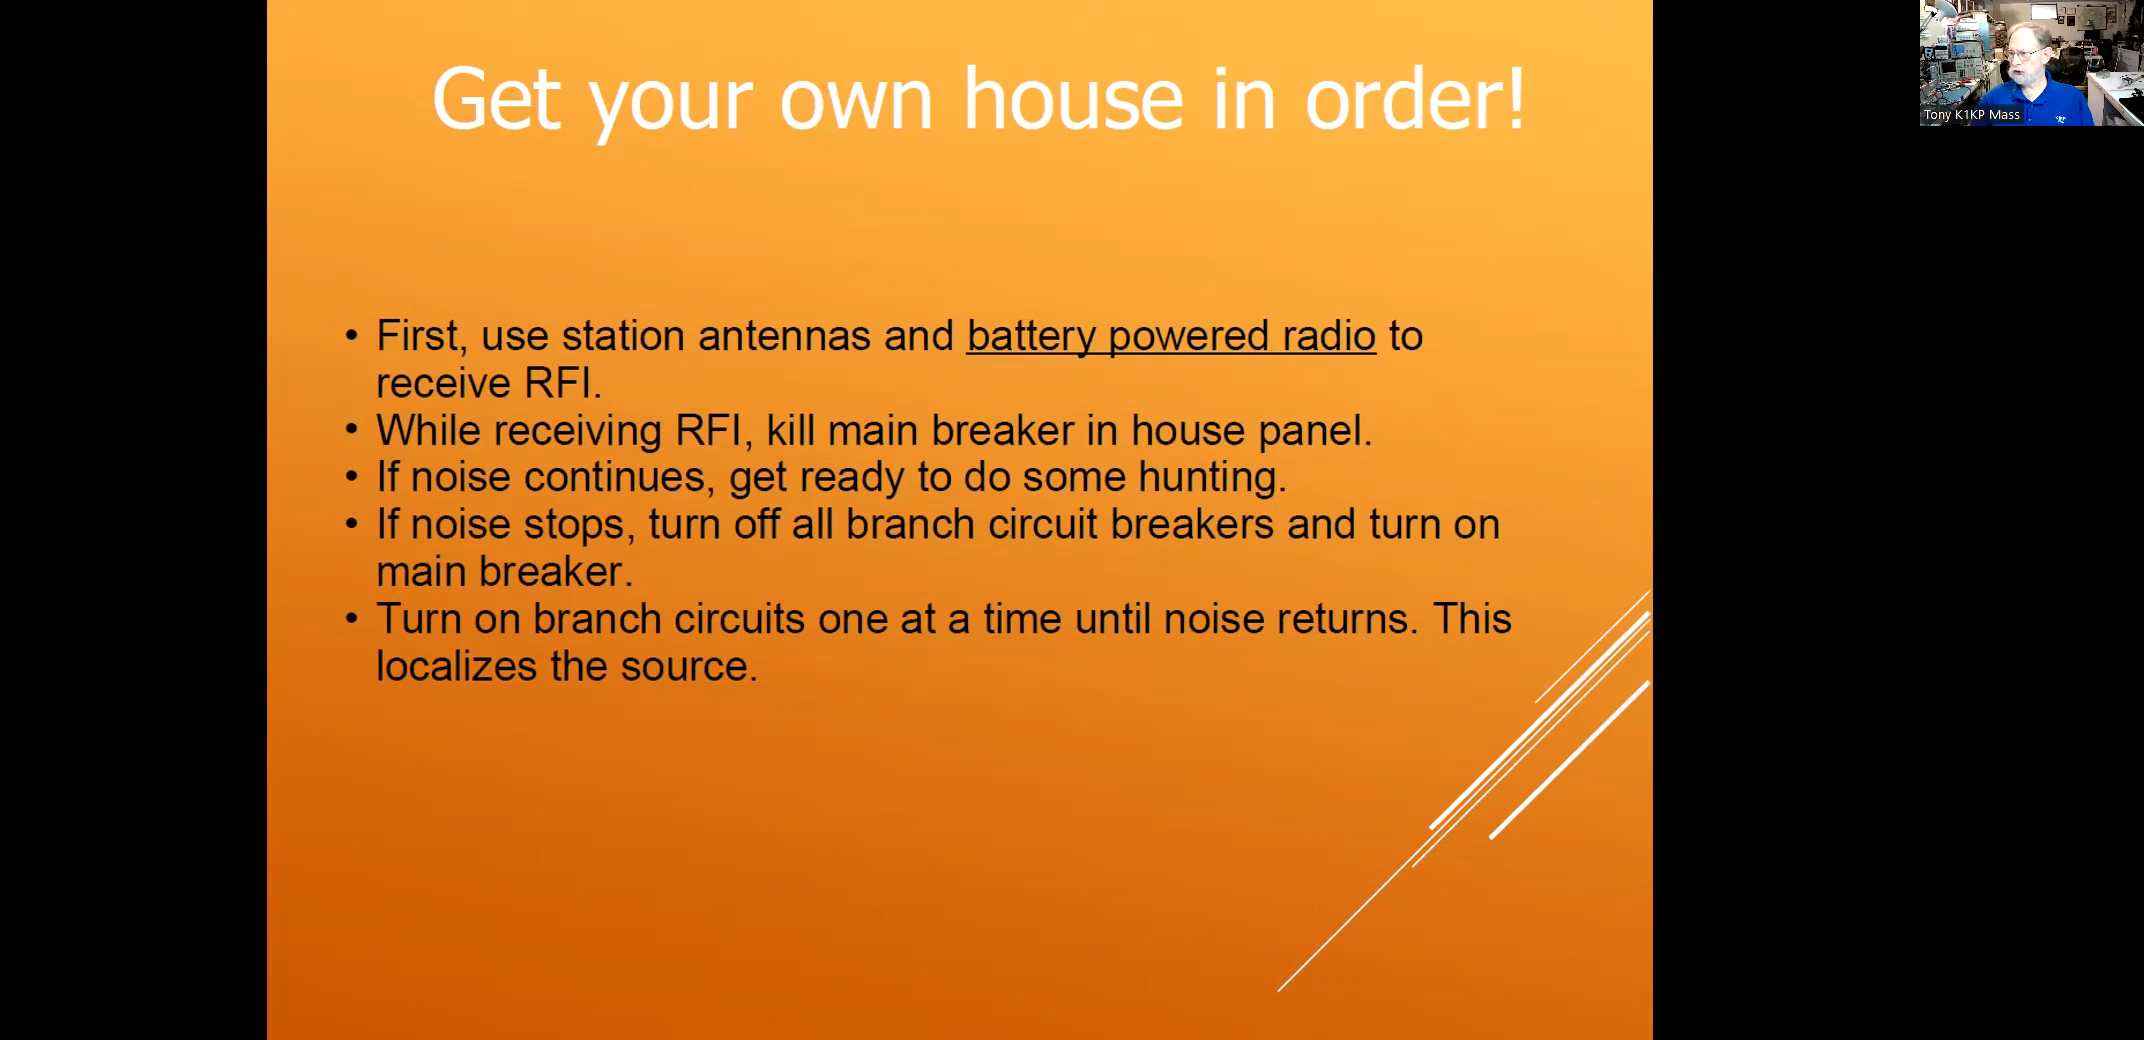 Get your own house in order!
Tony K1KP Mass
• First, use station antennas and battery powered radio to
receive RFI.
• While receiving RFI, kill main breaker in house panel.
• If noise continues, get ready to do some hunting.
• If noise stops, turn off all branch circuit breakers and turn on
main breaker.
• Turn on branch circuits one at a time until noise returns. This
localizes the source.